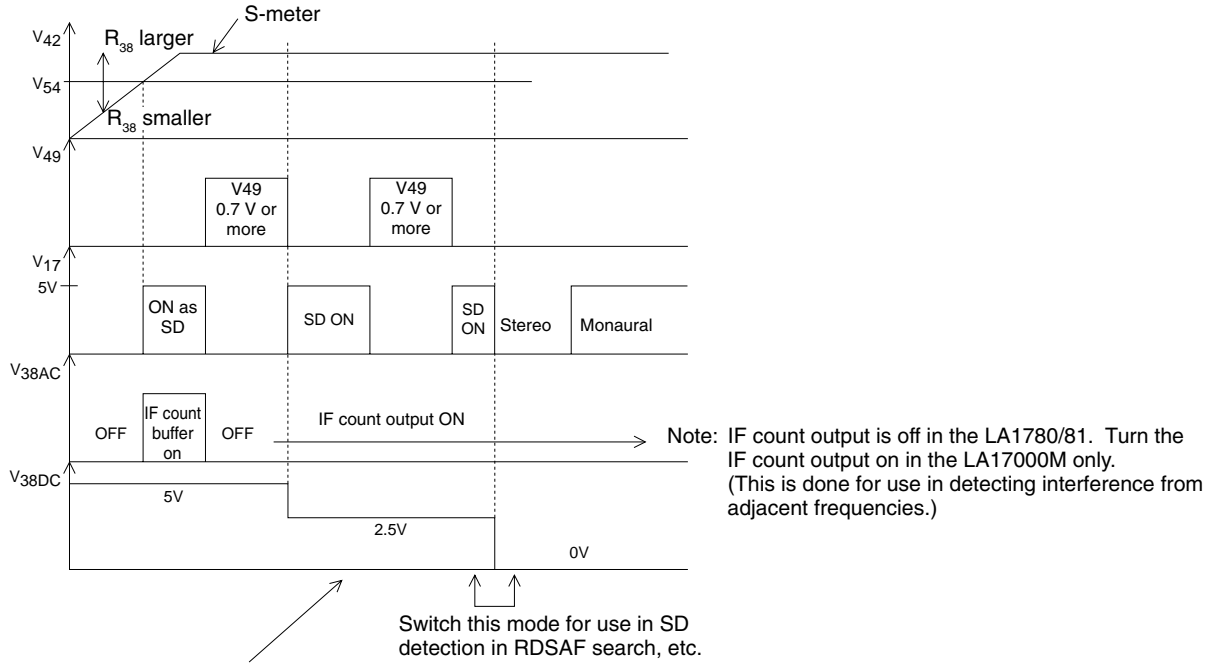 S-meter
V42
R38 larger
V54
R38 smaller
V49
V49
0.7 V or
more
V49
0.7 V or
more
V17
5V
ON as
SD
SD ON
SD
ON
Stereo
Monaural
V38AC
OFF
IF count
buffer
on
OFF
IF count output ON
Note: IF count output is off in the LA1780/81. Turn the
IF count output on in the LA17000M only.
(This is done for use in detecting interference from
adjacent frequencies.)
V38DC
5V
2.5V
0V
Switch this mode for use in SD
detection in RDSAF search, etc.